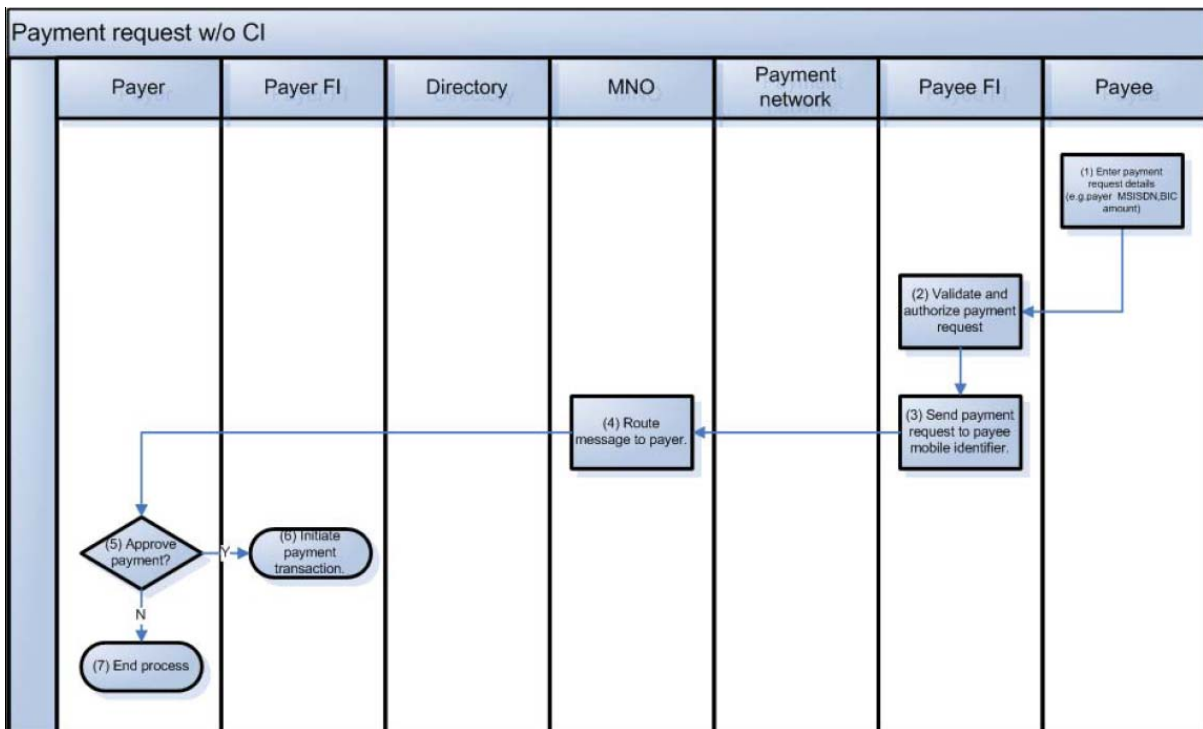 Payment request w/o CI
Payer
Payer FI
Directory
MNO
Payment
network
Payee FI
Payee
(1) Enter payment
request details
(e.g.payer MSISDN,BIC
amount)
(2) Validate and
authorize payment
request
(3) Send payment
request to payee
mobile identifier.
(4) Route
message to payer.
(5) Approve
payment?
Y
(6) Initiate
payment
transaction.
N
(7) End process